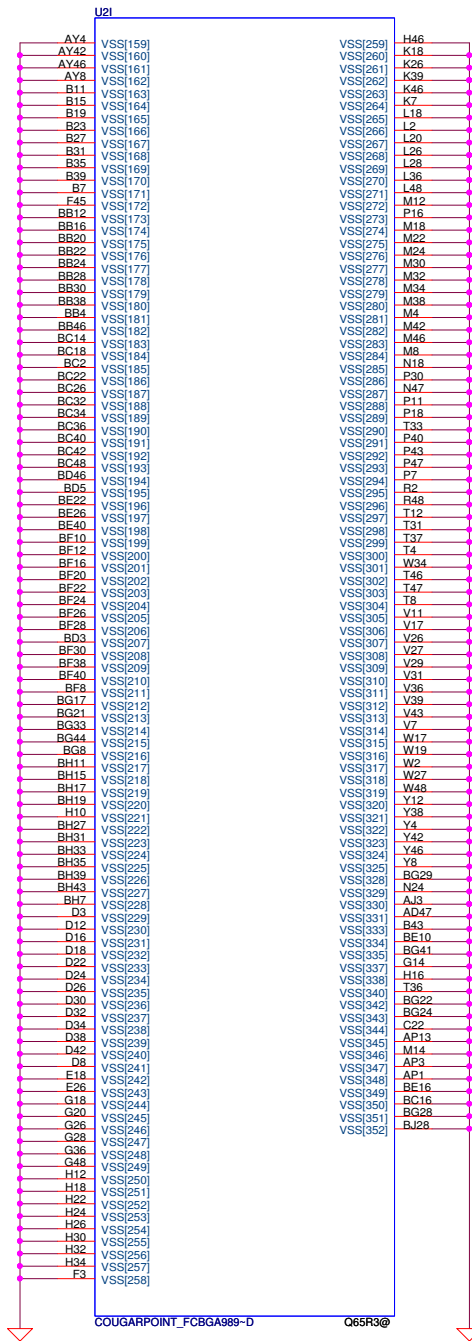 U2I
AY4 VSS[159] VSS[259] H46
AY42 VSS[160] VSS[260] K18
AY46 VSS[161] VSS[261] K26
AY8 VSS[162] VSS[262] K39
B11 VSS[163] VSS[263] K46
B15 VSS[164] VSS[264] K7
B19 VSS[165] VSS[265] L18
B23 VSS[166] VSS[266] L2
B27 VSS[167] VSS[267] L20
B31 VSS[168] VSS[268] L26
B35 VSS[169] VSS[269] L28
B39 VSS[170] VSS[270] L36
B7 VSS[171] VSS[271] L48
F45 VSS[172] VSS[272] M12
BB12 VSS[173] VSS[273] P16
BB16 VSS[174] VSS[274] M18
BB20 VSS[175] VSS[275] M22
BB22 VSS[176] VSS[276] M24
BB24 VSS[177] VSS[277] M30
BB28 VSS[178] VSS[278] M32
BB30 VSS[179] VSS[279] M34
BB38 VSS[180] VSS[280] M38
BB4 VSS[181] VSS[281] M4
BB46 VSS[182] VSS[282] M42
BC14 VSS[183] VSS[283] M46
BC18 VSS[184] VSS[284] M8
BC2 VSS[185] VSS[285] N18
BC22 VSS[186] VSS[286] P30
BC26 VSS[187] VSS[287] N47
BC32 VSS[188] VSS[288] P11
BC34 VSS[189] VSS[289] P18
BC36 VSS[190] VSS[290] T33
BC40 VSS[191] VSS[291] P40
BC42 VSS[192] VSS[292] P43
BC48 VSS[193] VSS[293] P47
BD46 VSS[194] VSS[294] P7
BD5 VSS[195] VSS[295] R2
BE22 VSS[196] VSS[296] R48
BE26 VSS[197] VSS[297] T12
BE40 VSS[198] VSS[298] T31
BF10 VSS[199] VSS[299] T37
BF12 VSS[200] VSS[300] T4
BF16 VSS[201] VSS[301] W34
BF20 VSS[202] VSS[302] T46
BF22 VSS[203] VSS[303] T47
BF24 VSS[204] VSS[304] T8
BF26 VSS[205] VSS[305] V11
BF28 VSS[206] VSS[306] V17
BD3 VSS[207] VSS[307] V26
BF30 VSS[208] VSS[308] V27
BF38 VSS[209] VSS[309] V29
BF40 VSS[210] VSS[310] V31
BF8 VSS[211] VSS[311] V36
BG17 VSS[212] VSS[312] V39
BG21 VSS[213] VSS[313] V43
BG33 VSS[214] VSS[314] V7
BG44 VSS[215] VSS[315] W17
BG8 VSS[216] VSS[316] W19
BH11 VSS[217] VSS[317] W2
BH15 VSS[218] VSS[318] W27
BH17 VSS[219] VSS[319] W48
BH19 VSS[220] VSS[320] Y12
H10 VSS[221] VSS[321] Y38
BH27 VSS[222] VSS[322] Y4
BH31 VSS[223] VSS[323] Y42
BH33 VSS[224] VSS[324] Y46
BH35 VSS[225] VSS[325] Y8
BH39 VSS[226] VSS[328] BG29
BH43 VSS[227] VSS[329] N24
BH7 VSS[228] VSS[330] AJ3
D3 VSS[229] VSS[331] AD47
D12 VSS[230] VSS[333] B43
D16 VSS[231] VSS[334] BE10
D18 VSS[232] VSS[335] BG41
D22 VSS[233] VSS[337] G14
D24 VSS[234] VSS[338] H16
D26 VSS[235] VSS[340] T36
D30 VSS[236] VSS[342] BG22
D32 VSS[237] VSS[343] BG24
D34 VSS[238] VSS[344] C22
D38 VSS[239] VSS[345] AP13
D42 VSS[240] VSS[346] M14
D8 VSS[241] VSS[347] AP3
E18 VSS[242] VSS[348] AP1
E26 VSS[243] VSS[349] BE16
G18 VSS[244] VSS[350] BC16
G20 VSS[245] VSS[351] BG28
G26 VSS[246] VSS[352] BJ28
G28 VSS[247]
G36 VSS[248]
G48 VSS[249]
H12 VSS[250]
H18 VSS[251]
H22 VSS[252]
H24 VSS[253]
H26 VSS[254]
H30 VSS[255]
H32 VSS[256]
H34 VSS[257]
F3 VSS[258]
COUGARPOINT_FCBGA989~D Q65R3@